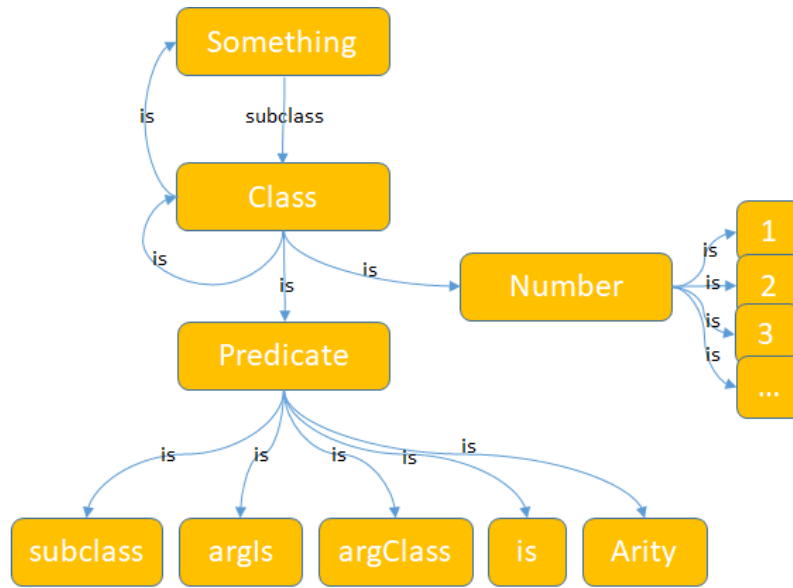 Something
is
subclass
Class
is
is
is
Number
is
1
is
2
is
3
is
...
Predicate
is
is
is
is
is
subclass
argIs
argClass
is
Arity